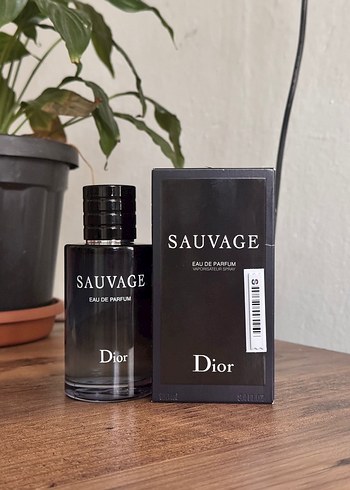 SAUVAGE
EAU DE PARFUM
Dior
SAUVAGE
EAU DE PARFUM
VAPORISATEUR SPRAY
Dior